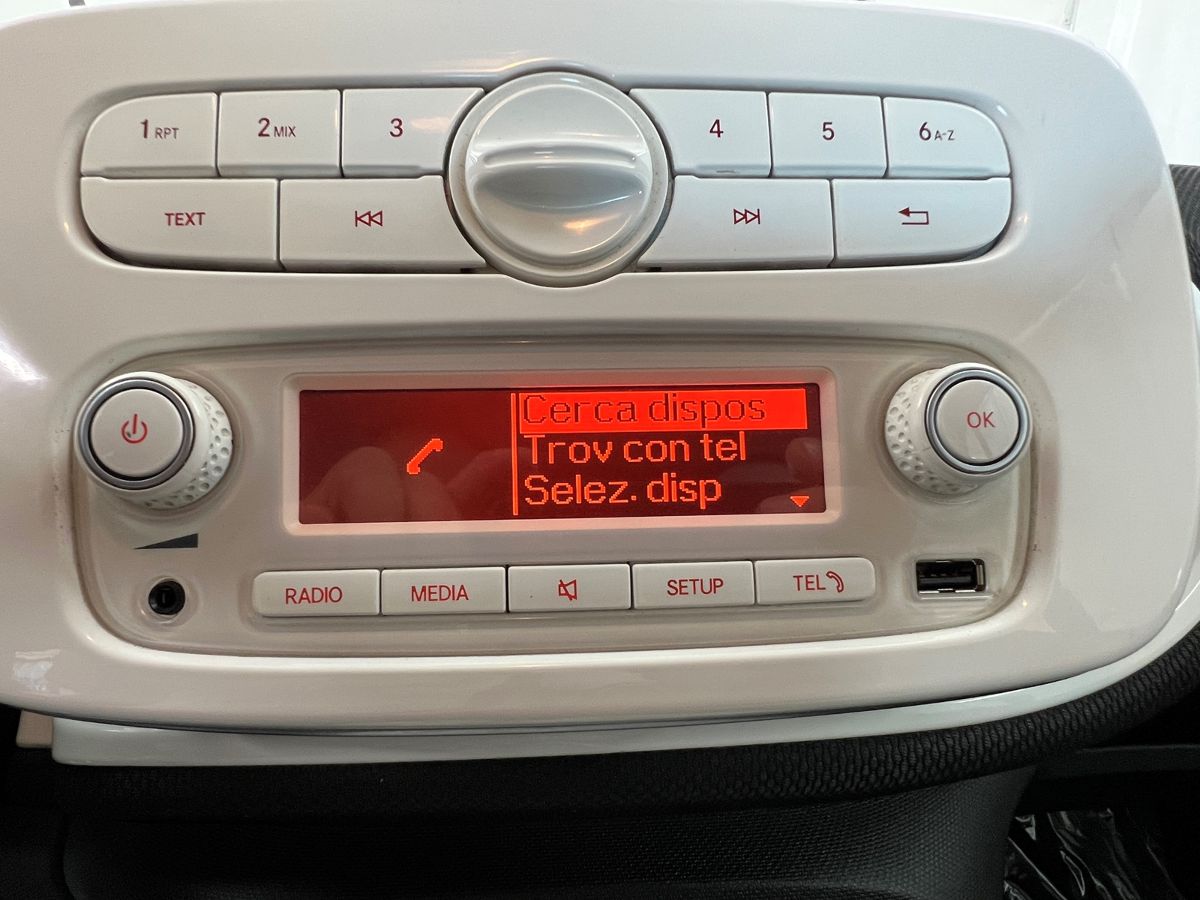 1 RPT 2 MIX 3 4 5 6 A-Z
TEXT
OK
Cerca dispos
Trov con tel
Selez. disp
RADIO MEDIA SETUP TEL